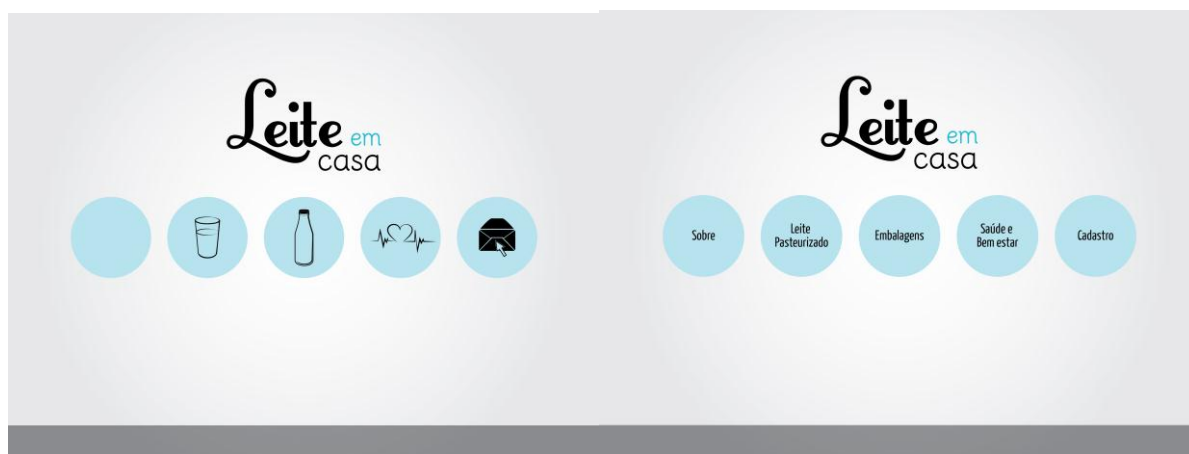 Leite em
casa
Leite em
casa
Sobre
Leite
Pasteurizado
Embalagens
Saúde e
Bem estar
Cadastro